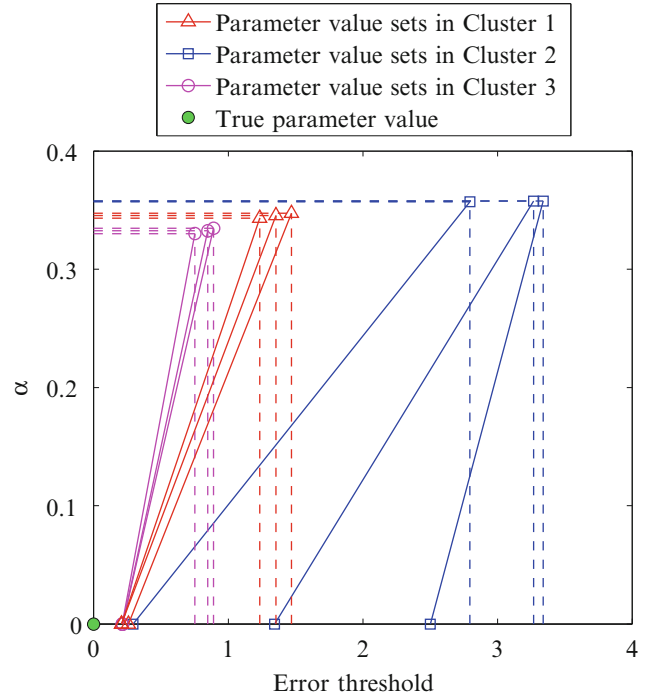 Parameter value sets in Cluster 1
Parameter value sets in Cluster 2
Parameter value sets in Cluster 3
True parameter value
0.4
0.3
0.2
0.1
0
α
0 1 2 3 4
Error threshold